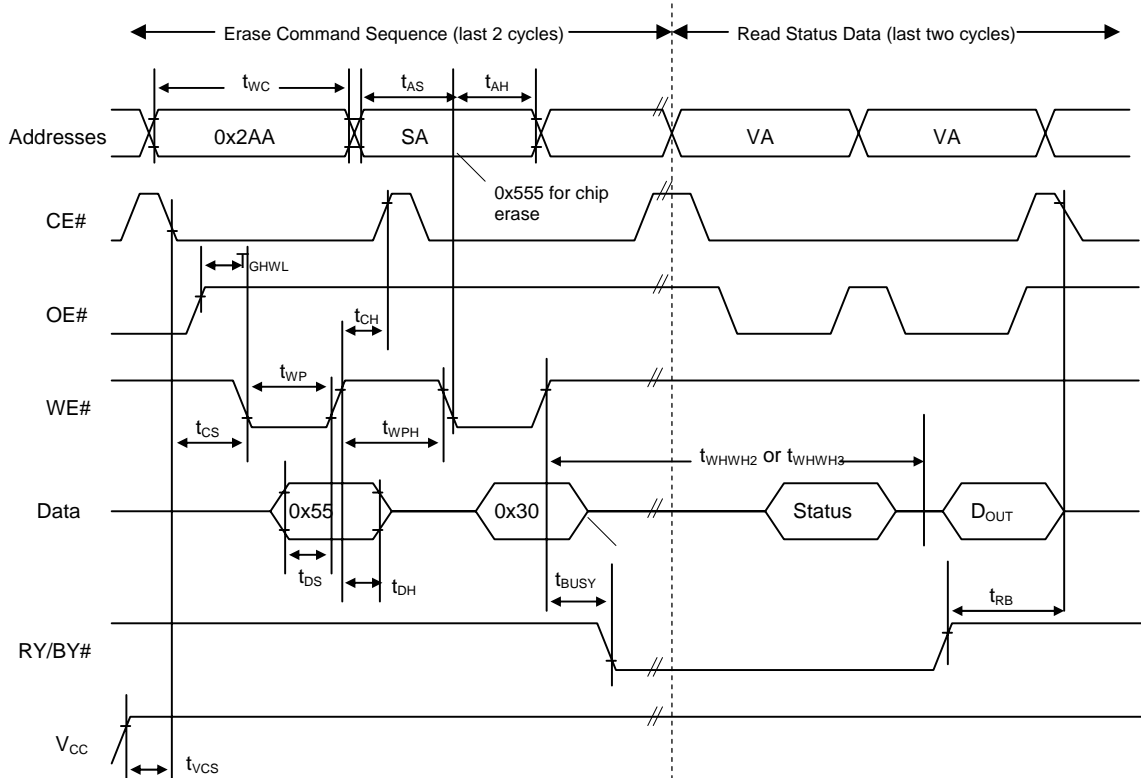 Erase Command Sequence (last 2 cycles) Read Status Data (last two cycles)
tWC tAS tAH
Addresses 0x2AA SA VA VA
0x555 for chip
erase
CE#
TGHWL
OE#
tCH
tWP
WE#
tCS tWPH
tWHWH2 or tWHWH3
Data 0x55 0x30 Status DOUT
tDS tDH tBUSY tRB
RY/BY#
VCC
tVCS